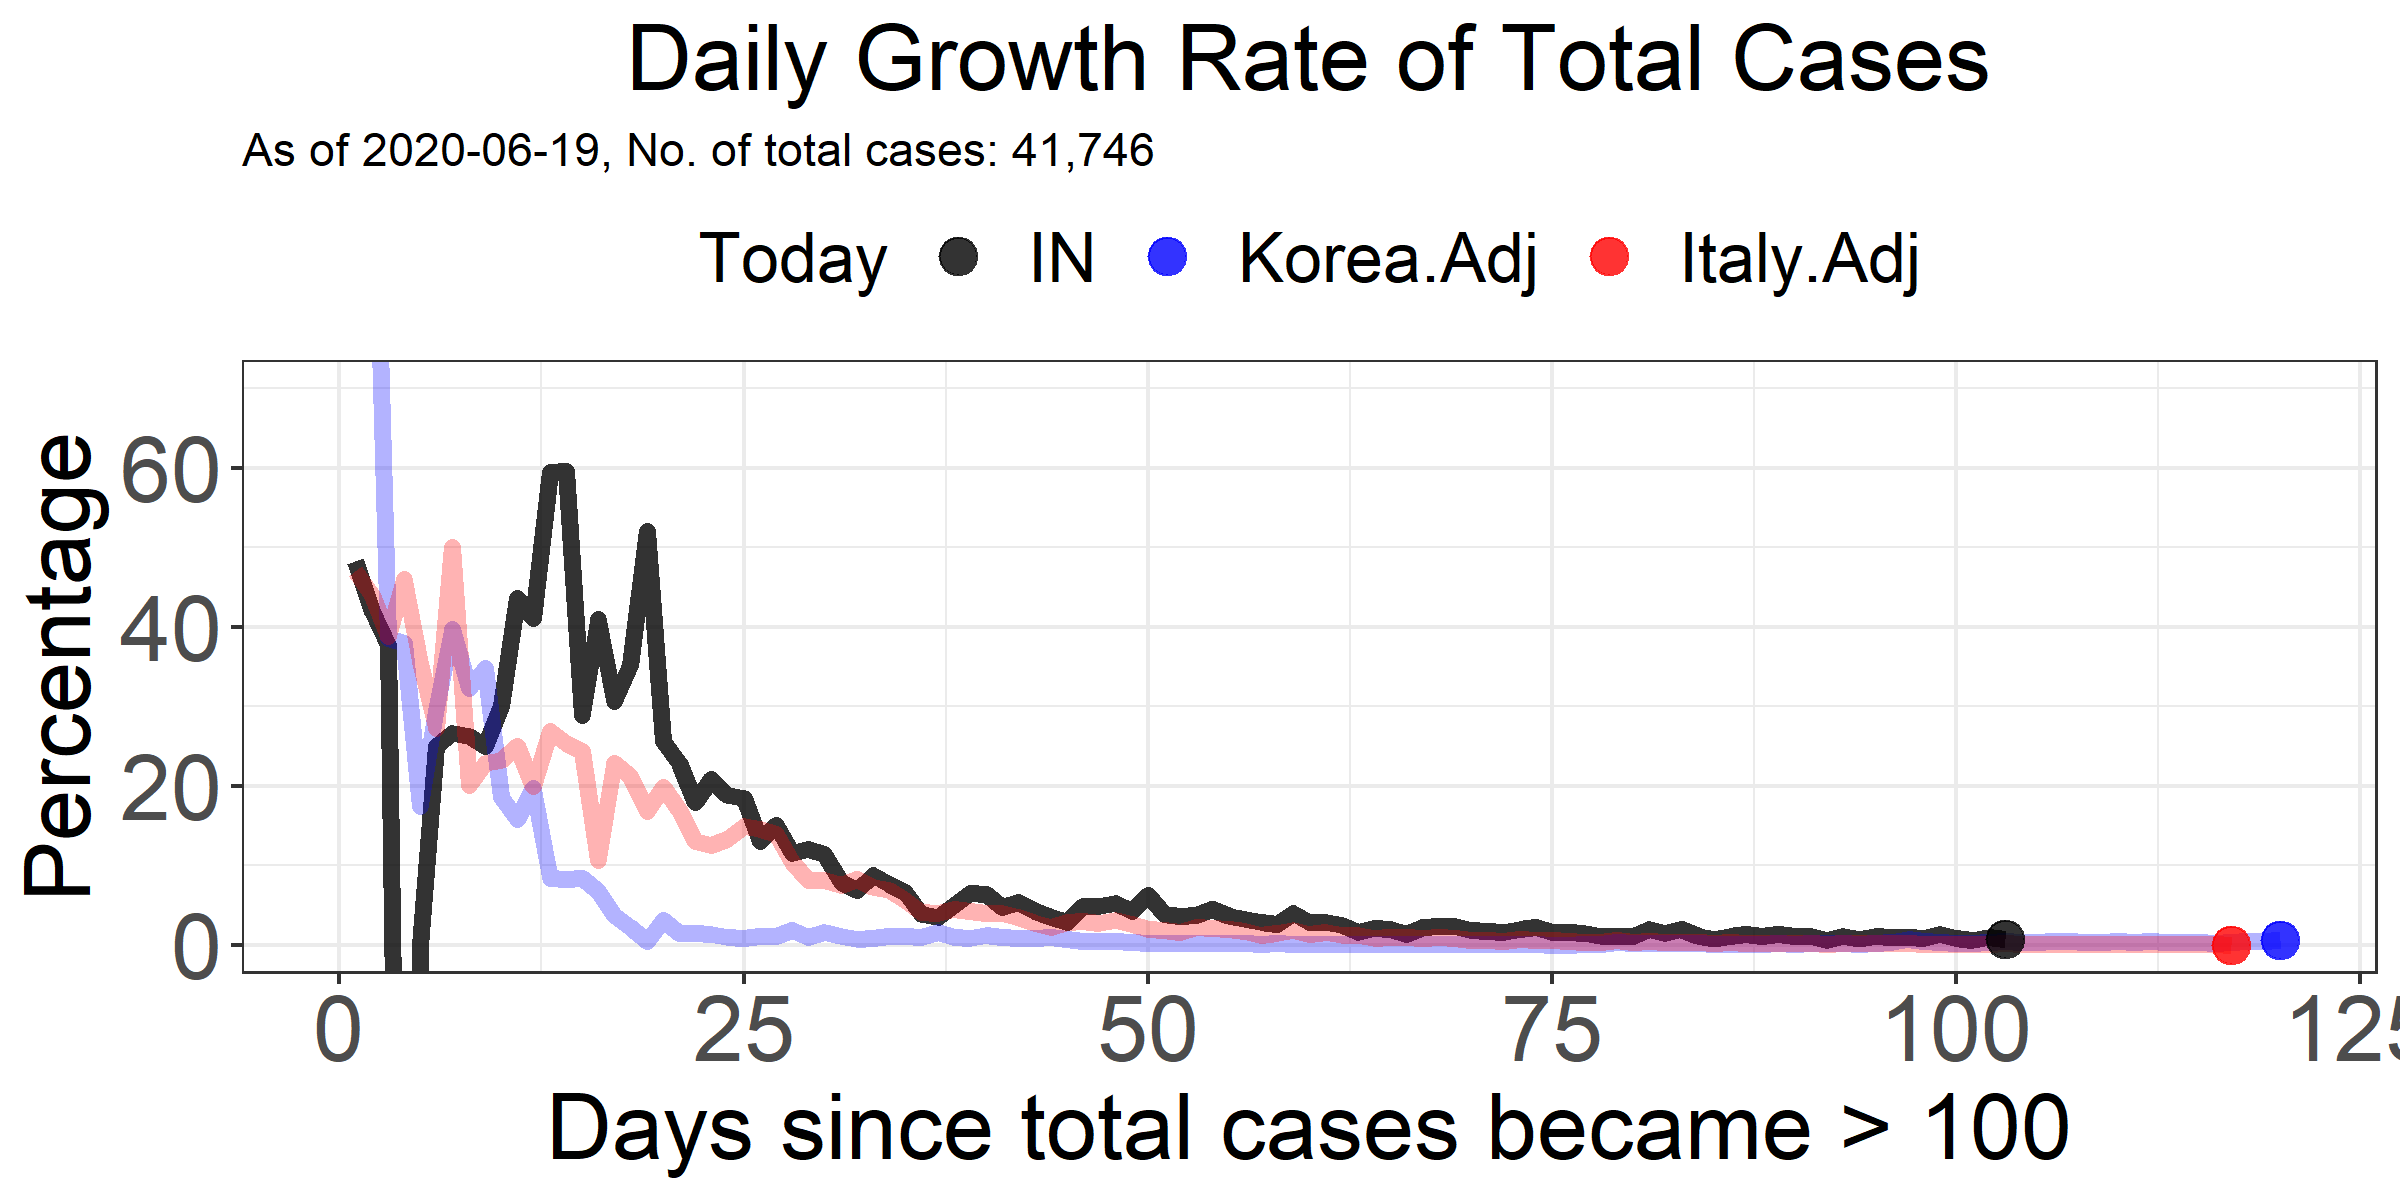 Daily Growth Rate of Total Cases
As of 2020-06-19, No. of total cases: 41,746
Today IN Korea.Adj Italy.Adj
Percentage
60
40
20
0
0 25 50 75 100 125
Days since total cases became > 100